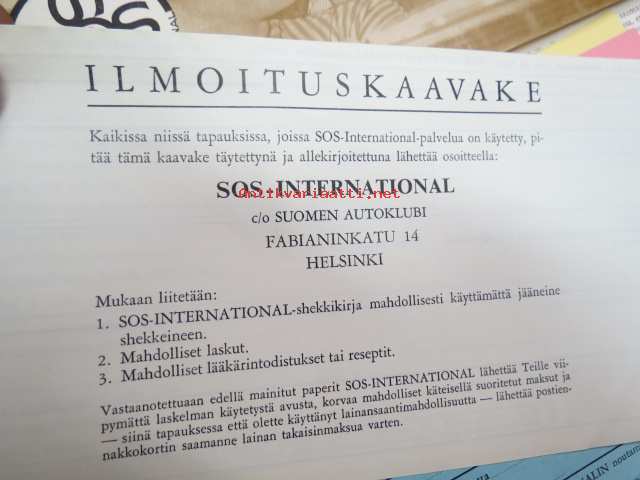 ILMOITUSKAAVAKE
Kaikissa niissä tapauksissa, joissa SOS-International-palvelua on käytetty, pi-
tää tämä kaavake täytettynä ja allekirjoitettuna lähettää osoitteella:
SOS-INTERNATIONAL
antikvariaatti.net
c/o SUOMEN AUTOKLUBI
FABIANINKATU 14
HELSINKI
Mukaan liitetään:
1. SOS-INTERNATIONAL-shekkikirja mahdollisesti käyttämättä jääneine
shekkeineen.
2. Mahdolliset laskut.
3. Mahdolliset lääkärintodistukset tai reseptit.
Vastaanotettuaan edellä mainitut paperit SOS-INTERNATIONAL lähettää Teille vii-
pymättä laskelman käytetystä avusta, korvaa mahdolliset käteisellä suoritetut maksut ja
— siinä tapauksessa että olette käyttänyt lainansaantimahdollisuutta — lähettää postien-
nakkokortin saamanne lainan takaisinmaksua varten.